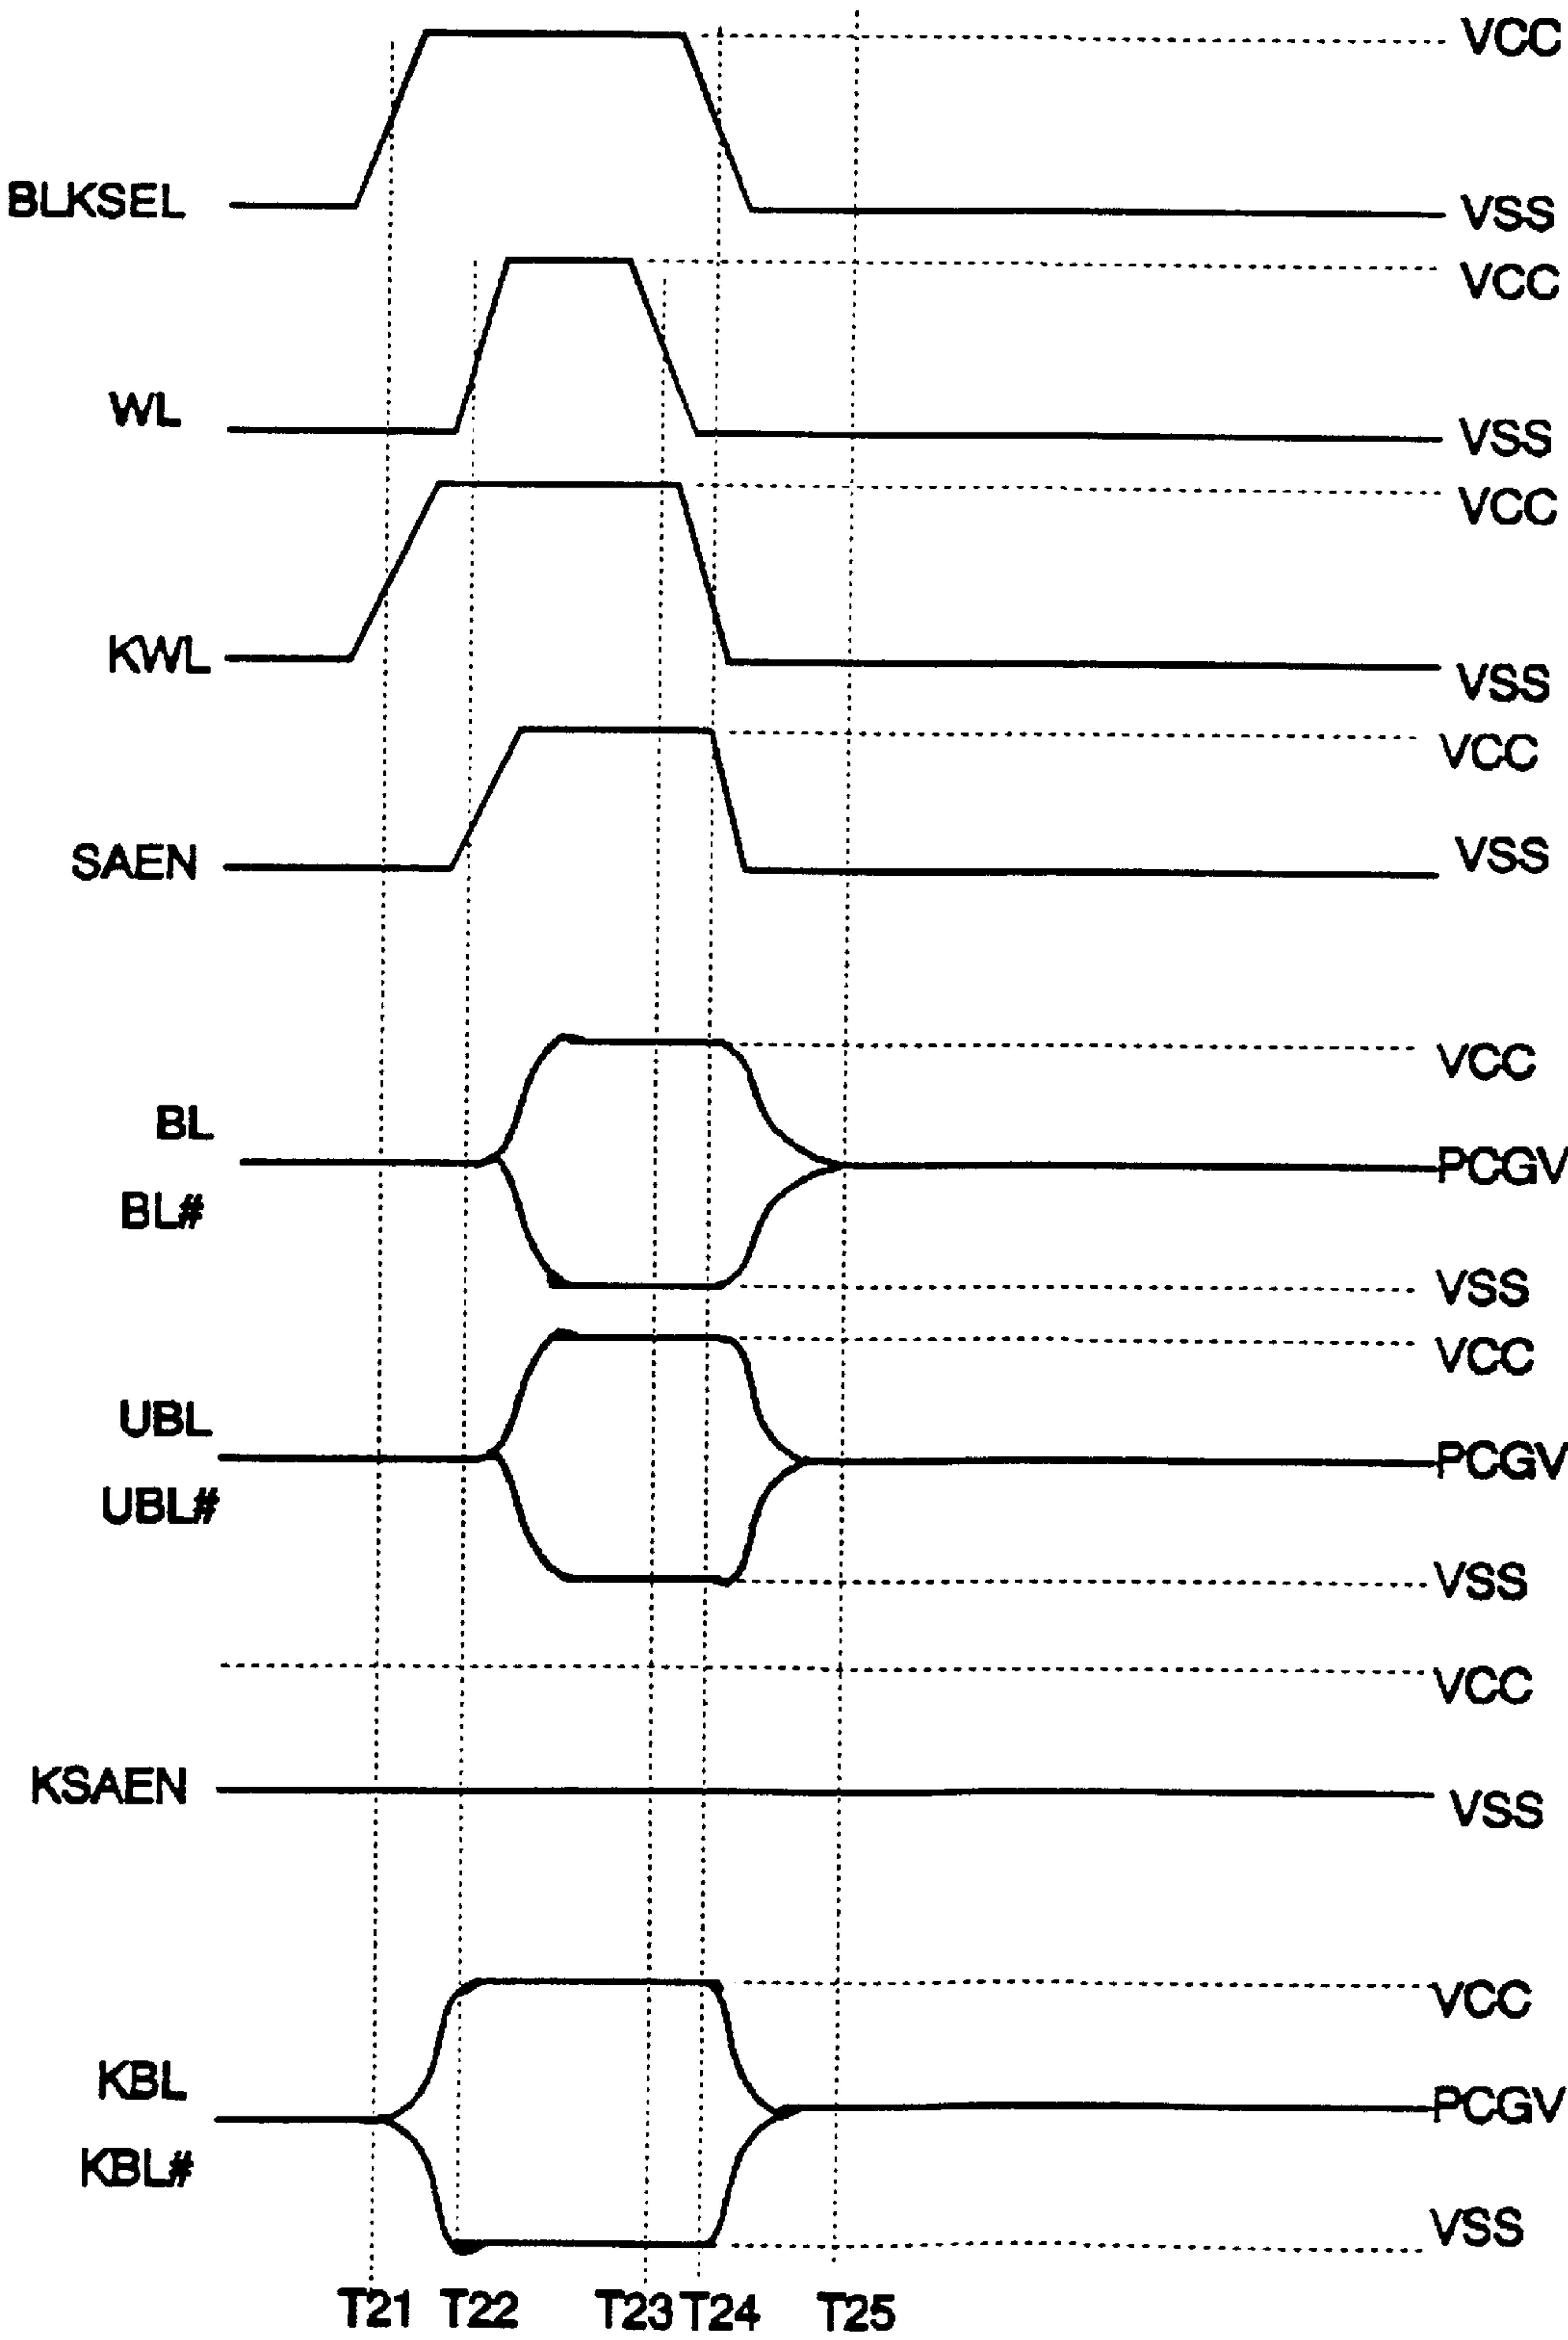 VCC
BLKSEL
VSS
VCC
WL
VSS
VCC
KWL
VSS
VCC
SAEN
VSS
VCC
BL
PCGV
BL#
VSS
VCC
UBL
PCGV
UBL#
VSS
VCC
KSAEN
VSS
VCC
KBL
PCGV
KBL#
VSS
T21 T22 T23 T24 T25